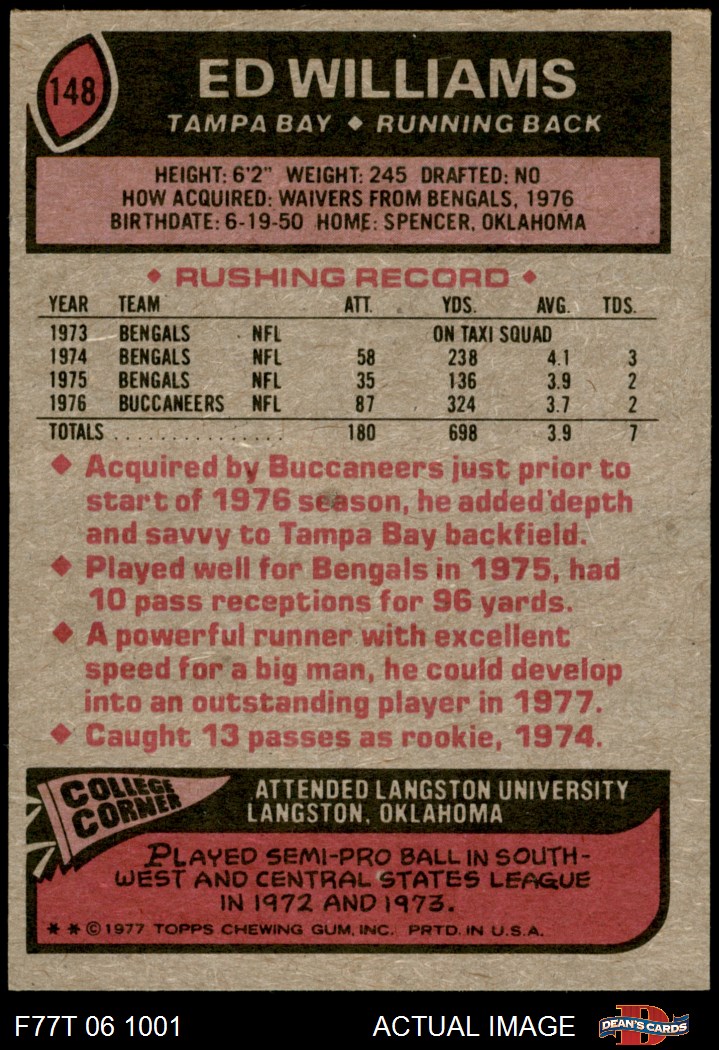 148
ED WILLIAMS
TAMPA BAY ◆ RUNNING BACK
HEIGHT: 6'2" WEIGHT: 245 DRAFTED: NO
HOW ACQUIRED: WAIVERS FROM BENGALS, 1976
BIRTHDATE: 6-19-50 HOME: SPENCER, OKLAHOMA
◆ RUSHING RECORD ◆
YEAR TEAM ATT. YDS. AVG. TDS.
1973 BENGALS NFL ON TAXI SQUAD
1974 BENGALS NFL 58 238 4.1 3
1975 BENGALS NFL 35 136 3.9 2
1976 BUCCANEERS NFL 87 324 3.7 2
TOTALS . . . . . . . . . . . . . . . 180 698 3.9 7
◆ Acquired by Buccaneers just prior to
start of 1976 season, he added depth
and savvy to Tampa Bay backfield.
◆ Played well for Bengals in 1975, had
10 pass receptions for 96 yards.
◆ A powerful runner with excellent
speed for a big man, he could develop
into an outstanding player in 1977.
◆ Caught 13 passes as rookie, 1974.
COLLEGE
CORNER
ATTENDED LANGSTON UNIVERSITY
LANGSTON, OKLAHOMA
PLAYED SEMI-PRO BALL IN SOUTH-
WEST AND CENTRAL STATES LEAGUE
IN 1972 AND 1973.
* * © 1977 TOPPS CHEWING GUM, INC. PRTD. IN U.S.A.
F77T 06 1001 ACTUAL IMAGE
D
DEAN'S CARDS